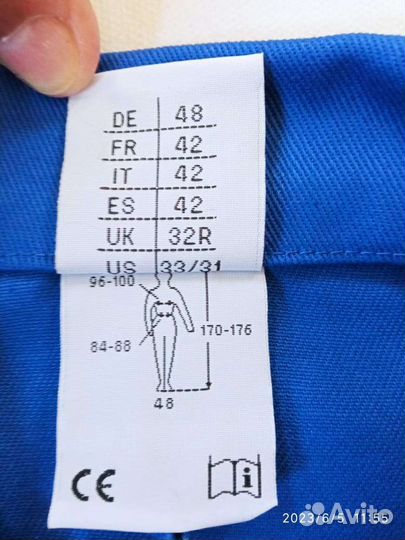 DE 48
FR 42
IT 42
ES 42
UK 32R
US 33/31
96-100
170-176
84-88
48
CE i
2023/6/5 11:55
Avito